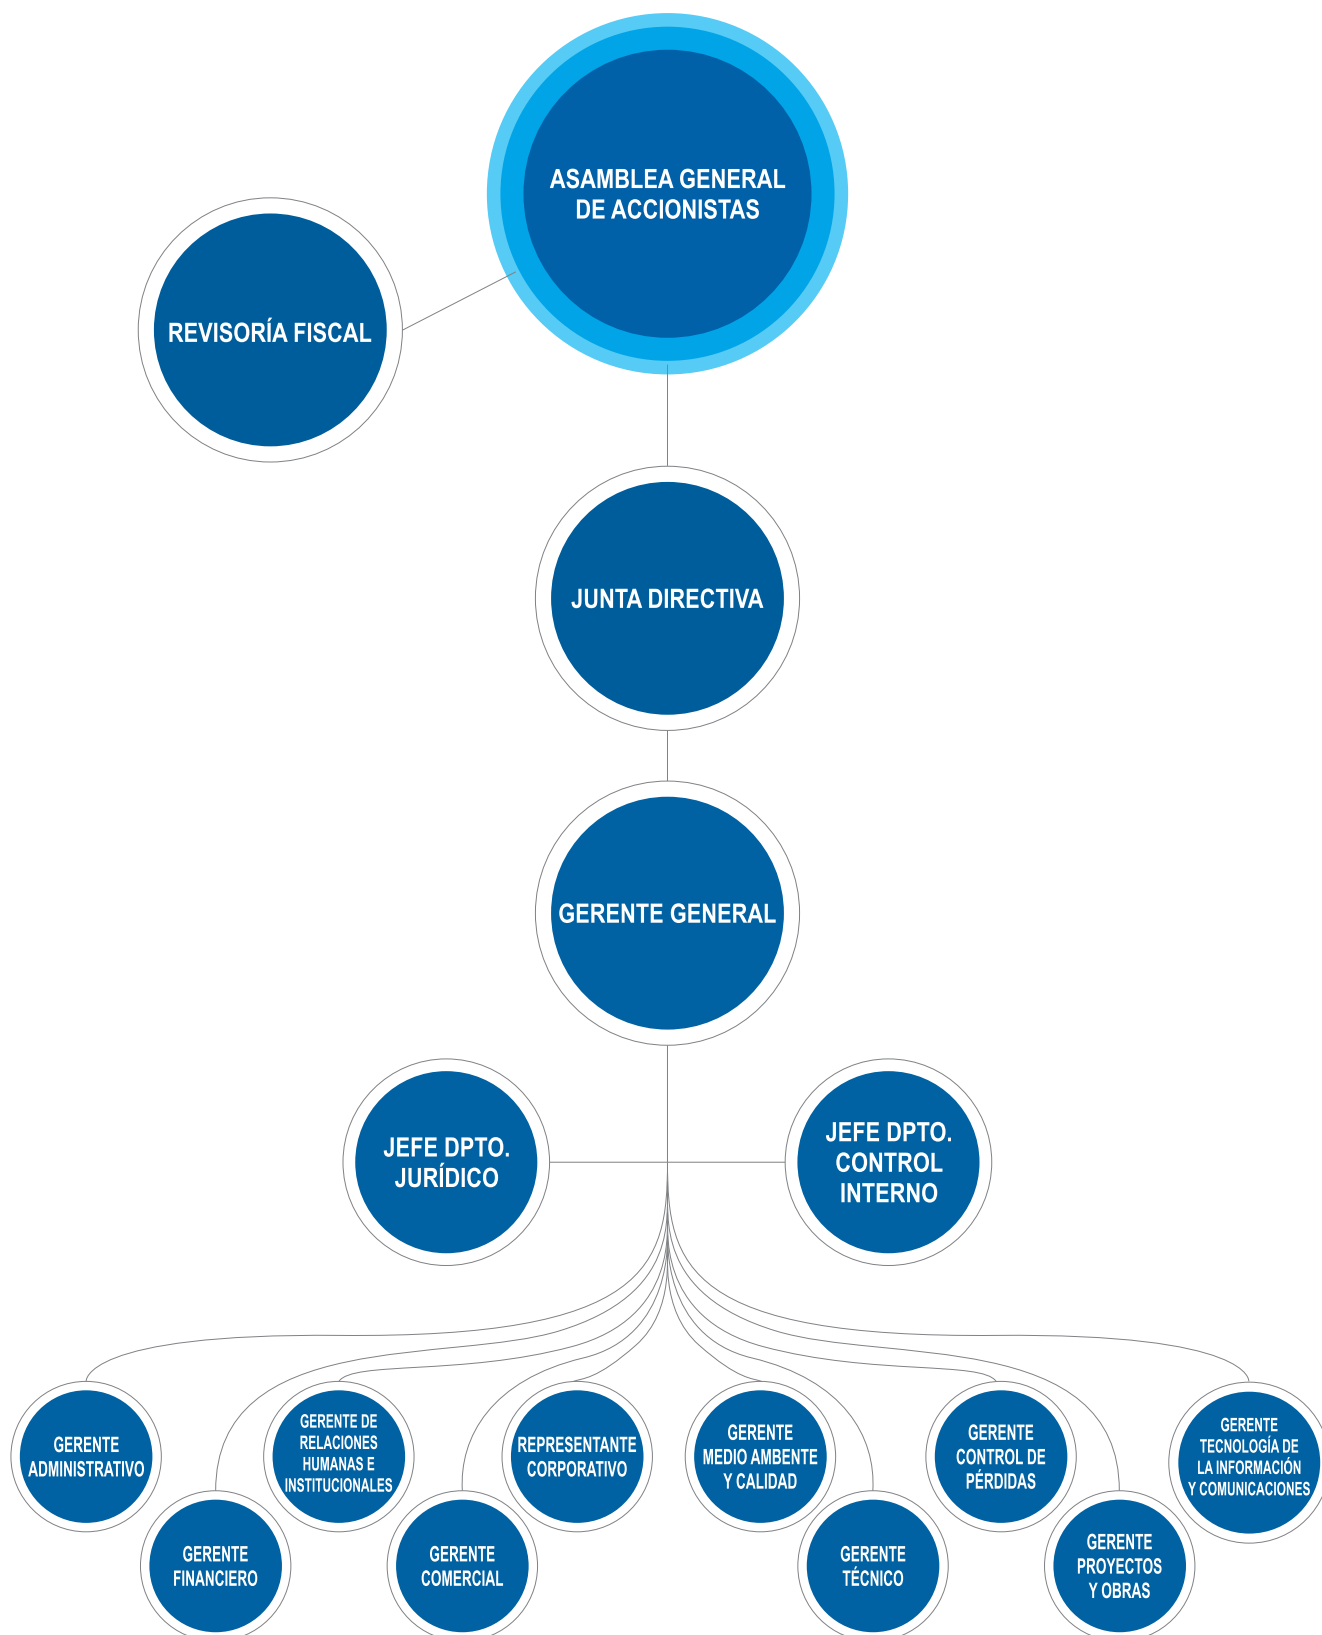 ASAMBLEA GENERAL
DE ACCIONISTAS
REVISORÍA FISCAL
JUNTA DIRECTIVA
GERENTE GENERAL
JEFE DPTO.
JURÍDICO
JEFE DPTO.
CONTROL
INTERNO
GERENTE
ADMINISTRATIVO
GERENTE
FINANCIERO
GERENTE DE
RELACIONES
HUMANAS E
INSTITUCIONALES
GERENTE
COMERCIAL
REPRESENTANTE
CORPORATIVO
GERENTE
MEDIO AMBIENTE
Y CALIDAD
GERENTE
TÉCNICO
GERENTE
CONTROL DE
PÉRDIDAS
GERENTE
PROYECTOS
Y OBRAS
GERENTE
TECNOLOGÍA DE
LA INFORMACIÓN
Y COMUNICACIONES